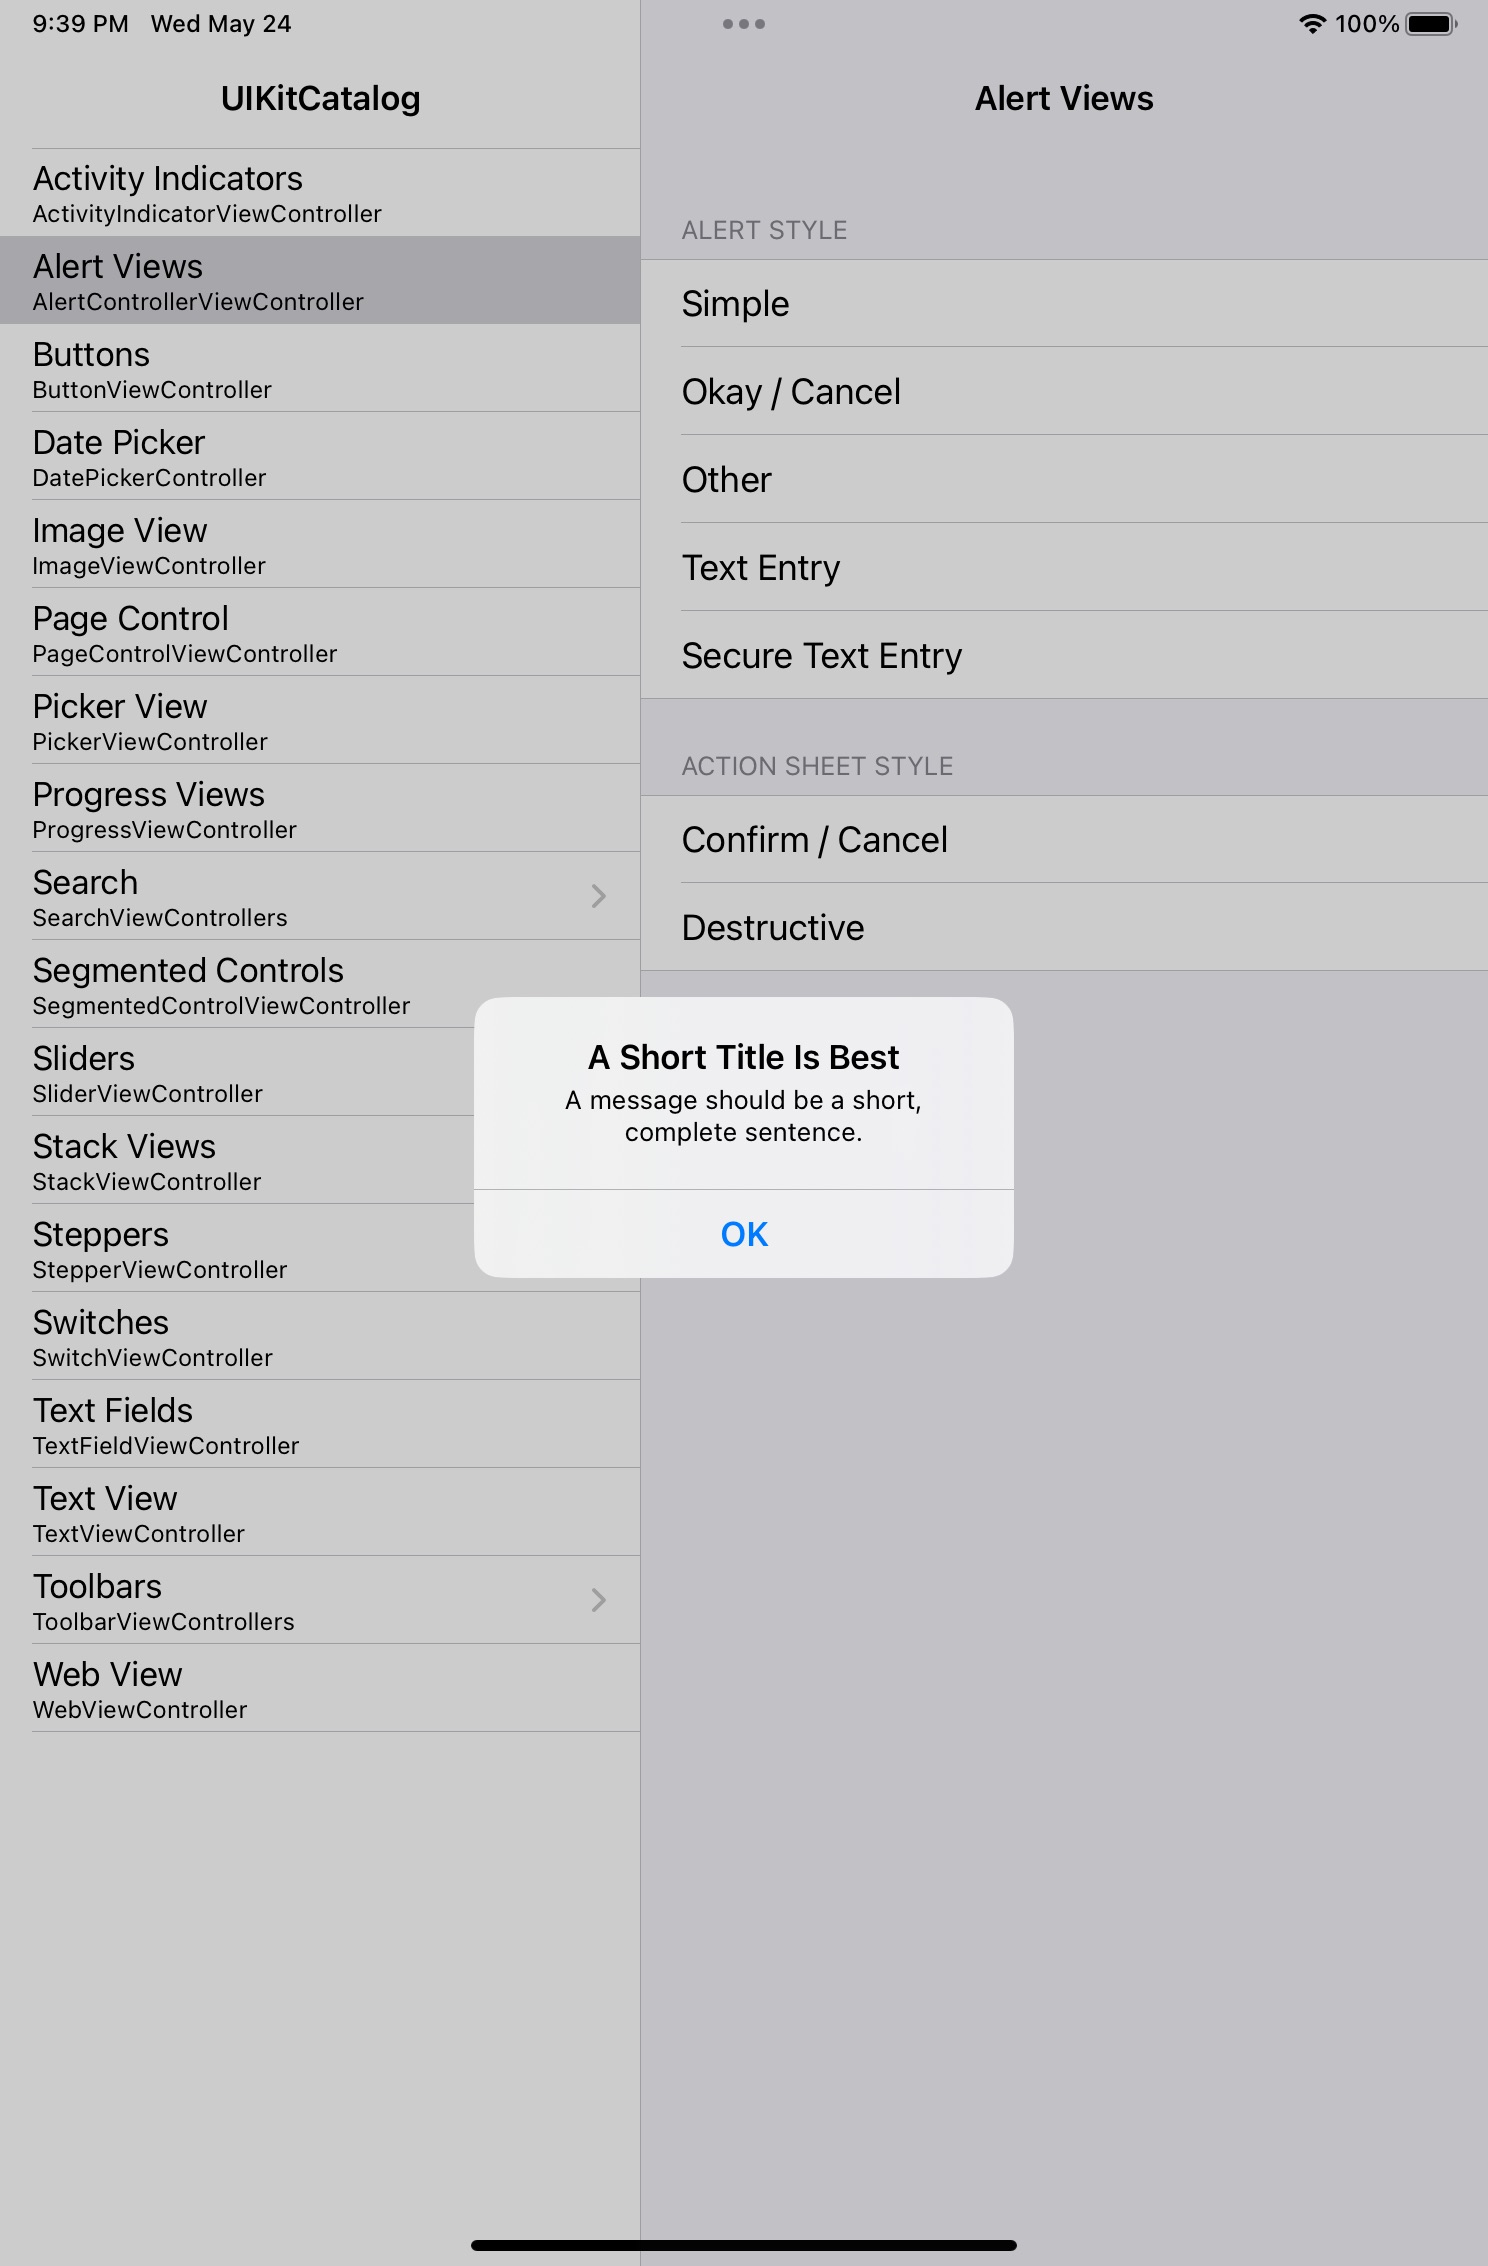 9:39 PM Wed May 24
100%
UIKitCatalog
Activity Indicators
ActivityIndicatorViewController
Alert Views
AlertControllerViewController
Buttons
ButtonViewController
Date Picker
DatePickerController
Image View
ImageViewController
Page Control
PageControlViewController
Picker View
PickerViewController
Progress Views
ProgressViewController
Search
SearchViewControllers
Segmented Controls
SegmentedControlViewController
Sliders
SliderViewController
Stack Views
StackViewController
Steppers
StepperViewController
Switches
SwitchViewController
Text Fields
TextFieldViewController
Text View
TextViewController
Toolbars
ToolbarViewControllers
Web View
WebViewController
Alert Views
ALERT STYLE
Simple
Okay / Cancel
Other
Text Entry
Secure Text Entry
ACTION SHEET STYLE
Confirm / Cancel
Destructive
A Short Title Is Best
A message should be a short,
complete sentence.
OK